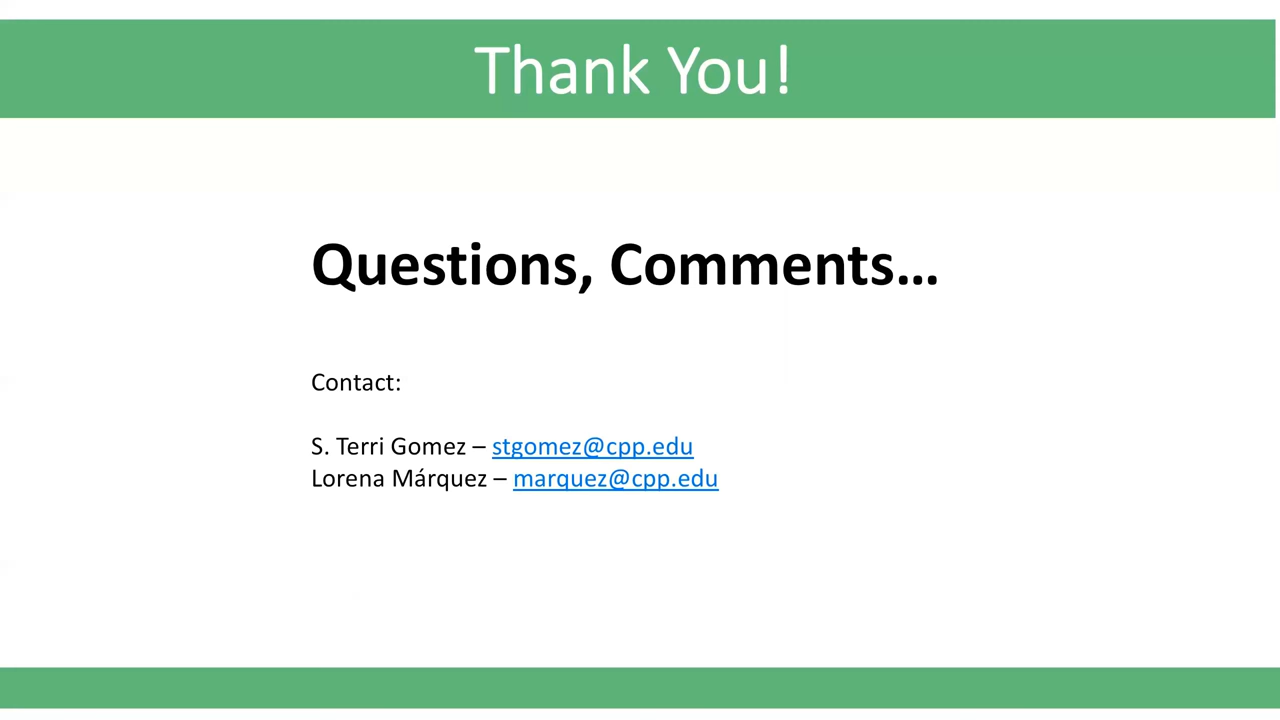 Thank You!
Questions, Comments…
Contact:
S. Terri Gomez – stgomez@cpp.edu
Lorena Márquez – marquez@cpp.edu